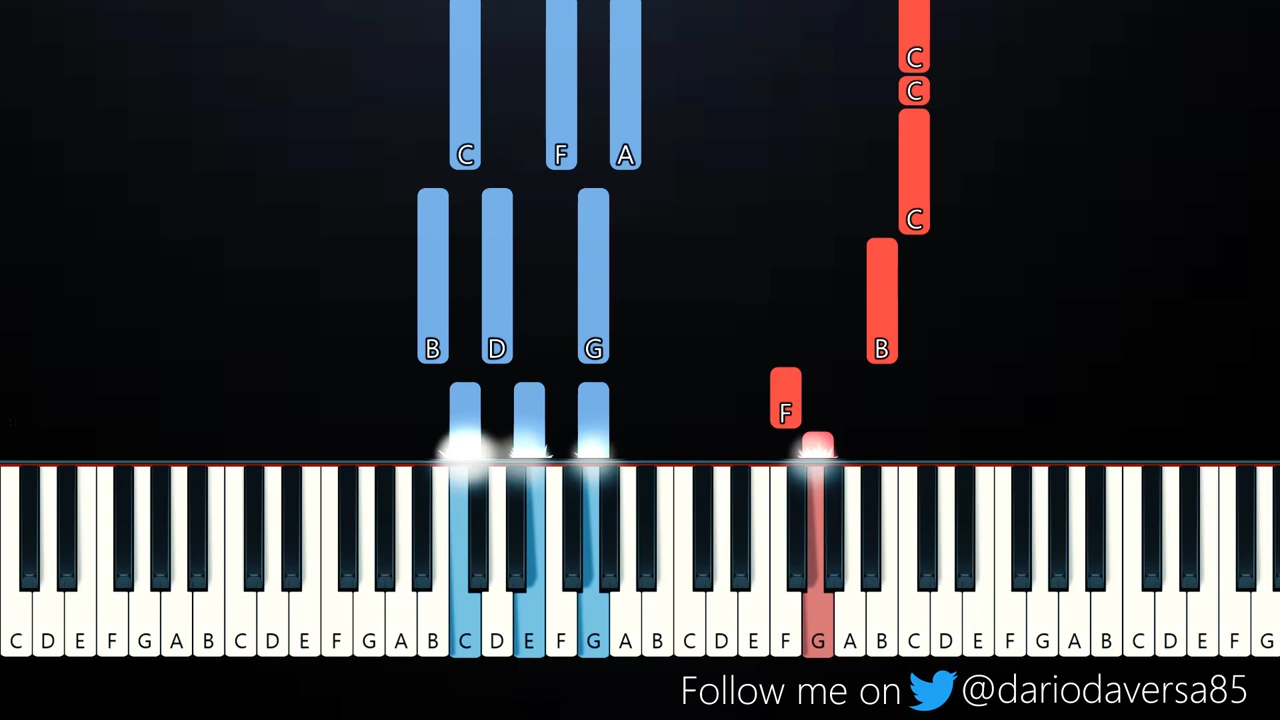 C
C
C F A
C
B D G B
F
C D E F G A B C D E F G A B C D E F G A B C D E F G A B C D E F G A B C D E F G
Follow me on @dariodaversa85